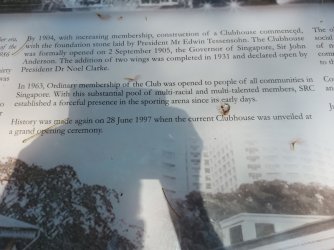 By 1904, with increasing membership, construction of a Clubhouse commenced,
with the foundation stone laid by President Mr Edwin Tessensohn. The Clubhouse
was formally opened on 2 September 1905, the Governor of Singapore, Sir John
Anderson. The addition of two wings was completed in 1931 and declared open by
President Dr Noel Clarke.
In 1963, Ordinary membership of the Club was opened to people of all communities in
Singapore. With this substantial pool of multi-racial and multi-talented members, SRC
established a forceful presence in the sporting arena since its early days.
History was made again on 28 June 1997 when the current Clubhouse was unveiled at
a grand opening ceremony.